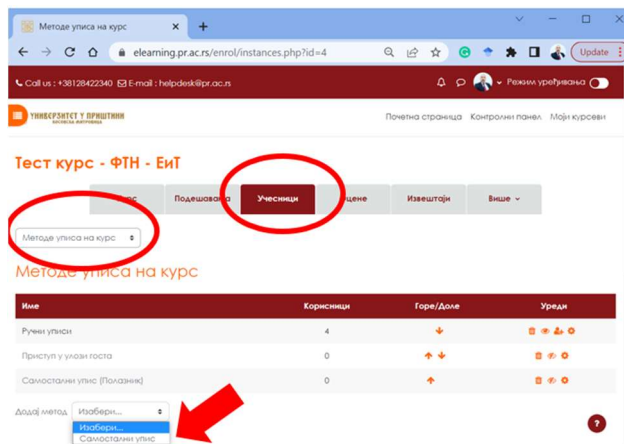 Методе уписа на курс
elearning.pr.ac.rs/enrol/instances.php?id=4
Update
Call us : +38128422340 E-mail : helpdesk@pr.ac.rs
Режим уређивања
УНИВЕРЗИТЕТ У ПРИШТИНИ
КОСОВСКА МИТРОВИЦА
Почетна страница Контролни панел Моји курсеви
Тест курс - ФТН - ЕиТ
Подешавања Учесници Извештаји Више
Методе уписа на курс
Методе уписа на курс
Име Корисници Горе/Доле Уреди
Ручни уписи 4
Приступ у улози госта 0
Самостални упис (Полазник) 0
Додај метод Изабери...
Изабери...
Самостални упис
?